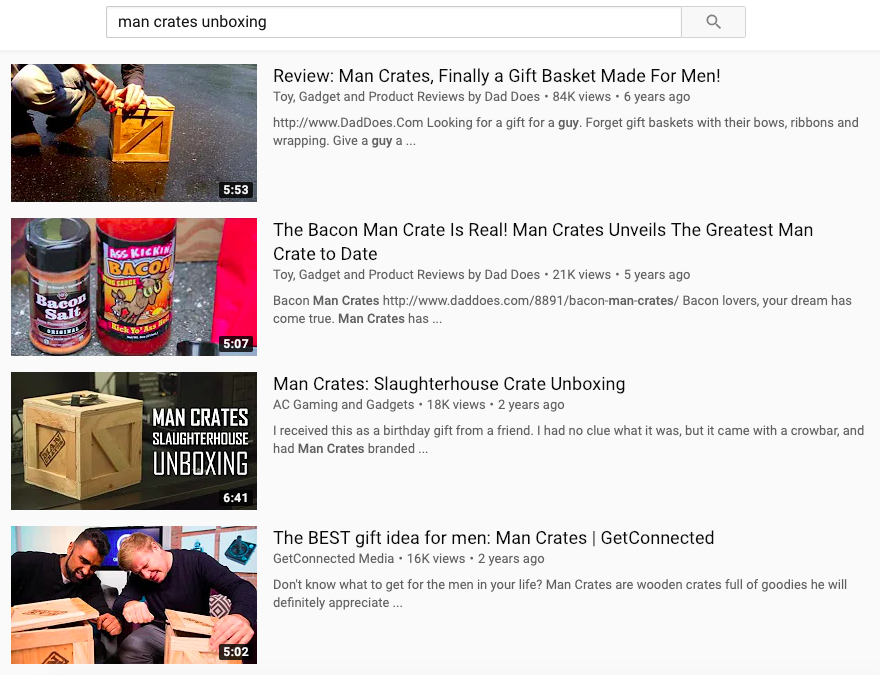 man crates unboxing
Review: Man Crates, Finally a Gift Basket Made For Men!
Toy, Gadget and Product Reviews by Dad Does • 84K views • 6 years ago
http://www.DadDoes.Com Looking for a gift for a guy. Forget gift baskets with their bows, ribbons and
wrapping. Give a guy a ...
5:53
The Bacon Man Crate Is Real! Man Crates Unveils The Greatest Man
Crate to Date
Toy, Gadget and Product Reviews by Dad Does • 21K views • 5 years ago
Bacon Man Crates http://www.daddoes.com/8891/bacon-man-crates/ Bacon lovers, your dream has
come true. Man Crates has ...
Bacon
Salt
ORIGINAL
ASS KICKIN'
BACON
Kick Yo' Ass Hot
5:07
Man Crates: Slaughterhouse Crate Unboxing
AC Gaming and Gadgets • 18K views • 2 years ago
I received this as a birthday gift from a friend. I had no clue what it was, but it came with a crowbar, and
had Man Crates branded ...
MAN CRATES
SLAUGHTERHOUSE
UNBOXING
MAN
6:41
The BEST gift idea for men: Man Crates | GetConnected
GetConnected Media • 16K views • 2 years ago
Don't know what to get for the men in your life? Man Crates are wooden crates full of goodies he will
definitely appreciate ...
5:02